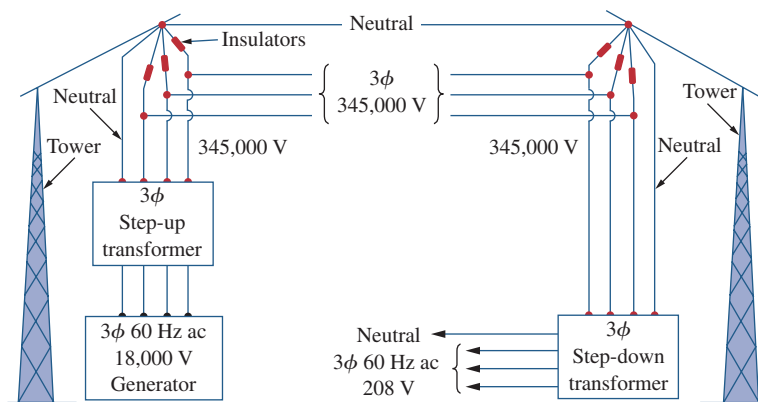 Neutral
Insulators
3ϕ
345,000 V
Neutral
Tower
345,000 V
345,000 V
Tower
Neutral
3ϕ
Step-up
transformer
3ϕ 60 Hz ac
18,000 V
Generator
Neutral
3ϕ 60 Hz ac
208 V
3ϕ
Step-down
transformer